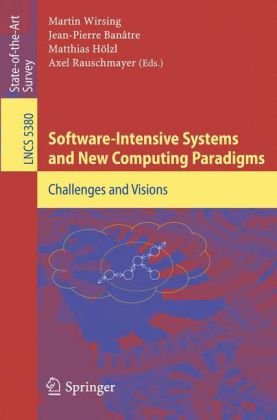 Martin Wirsing
Jean-Pierre Banâtre
Matthias Hölzl
Axel Rauschmayer (Eds.)
State-of-the-Art
Survey
LNCS 5380
Software-Intensive Systems
and New Computing Paradigms
Challenges and Visions
Springer